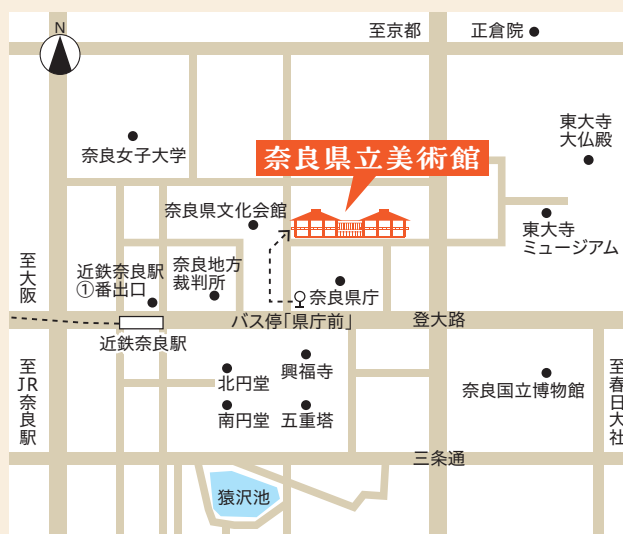 N
至京都
正倉院
東大寺
大仏殿
奈良女子大学
奈良県立美術館
奈良県文化会館
東大寺
ミュージアム
至大阪
近鉄奈良駅
①番出口
奈良地方
裁判所
奈良県庁
バス停「県庁前」
登大路
近鉄奈良駅
至JR奈良駅
北円堂
興福寺
奈良国立博物館
至春日大社
南円堂
五重塔
三条通
猿沢池